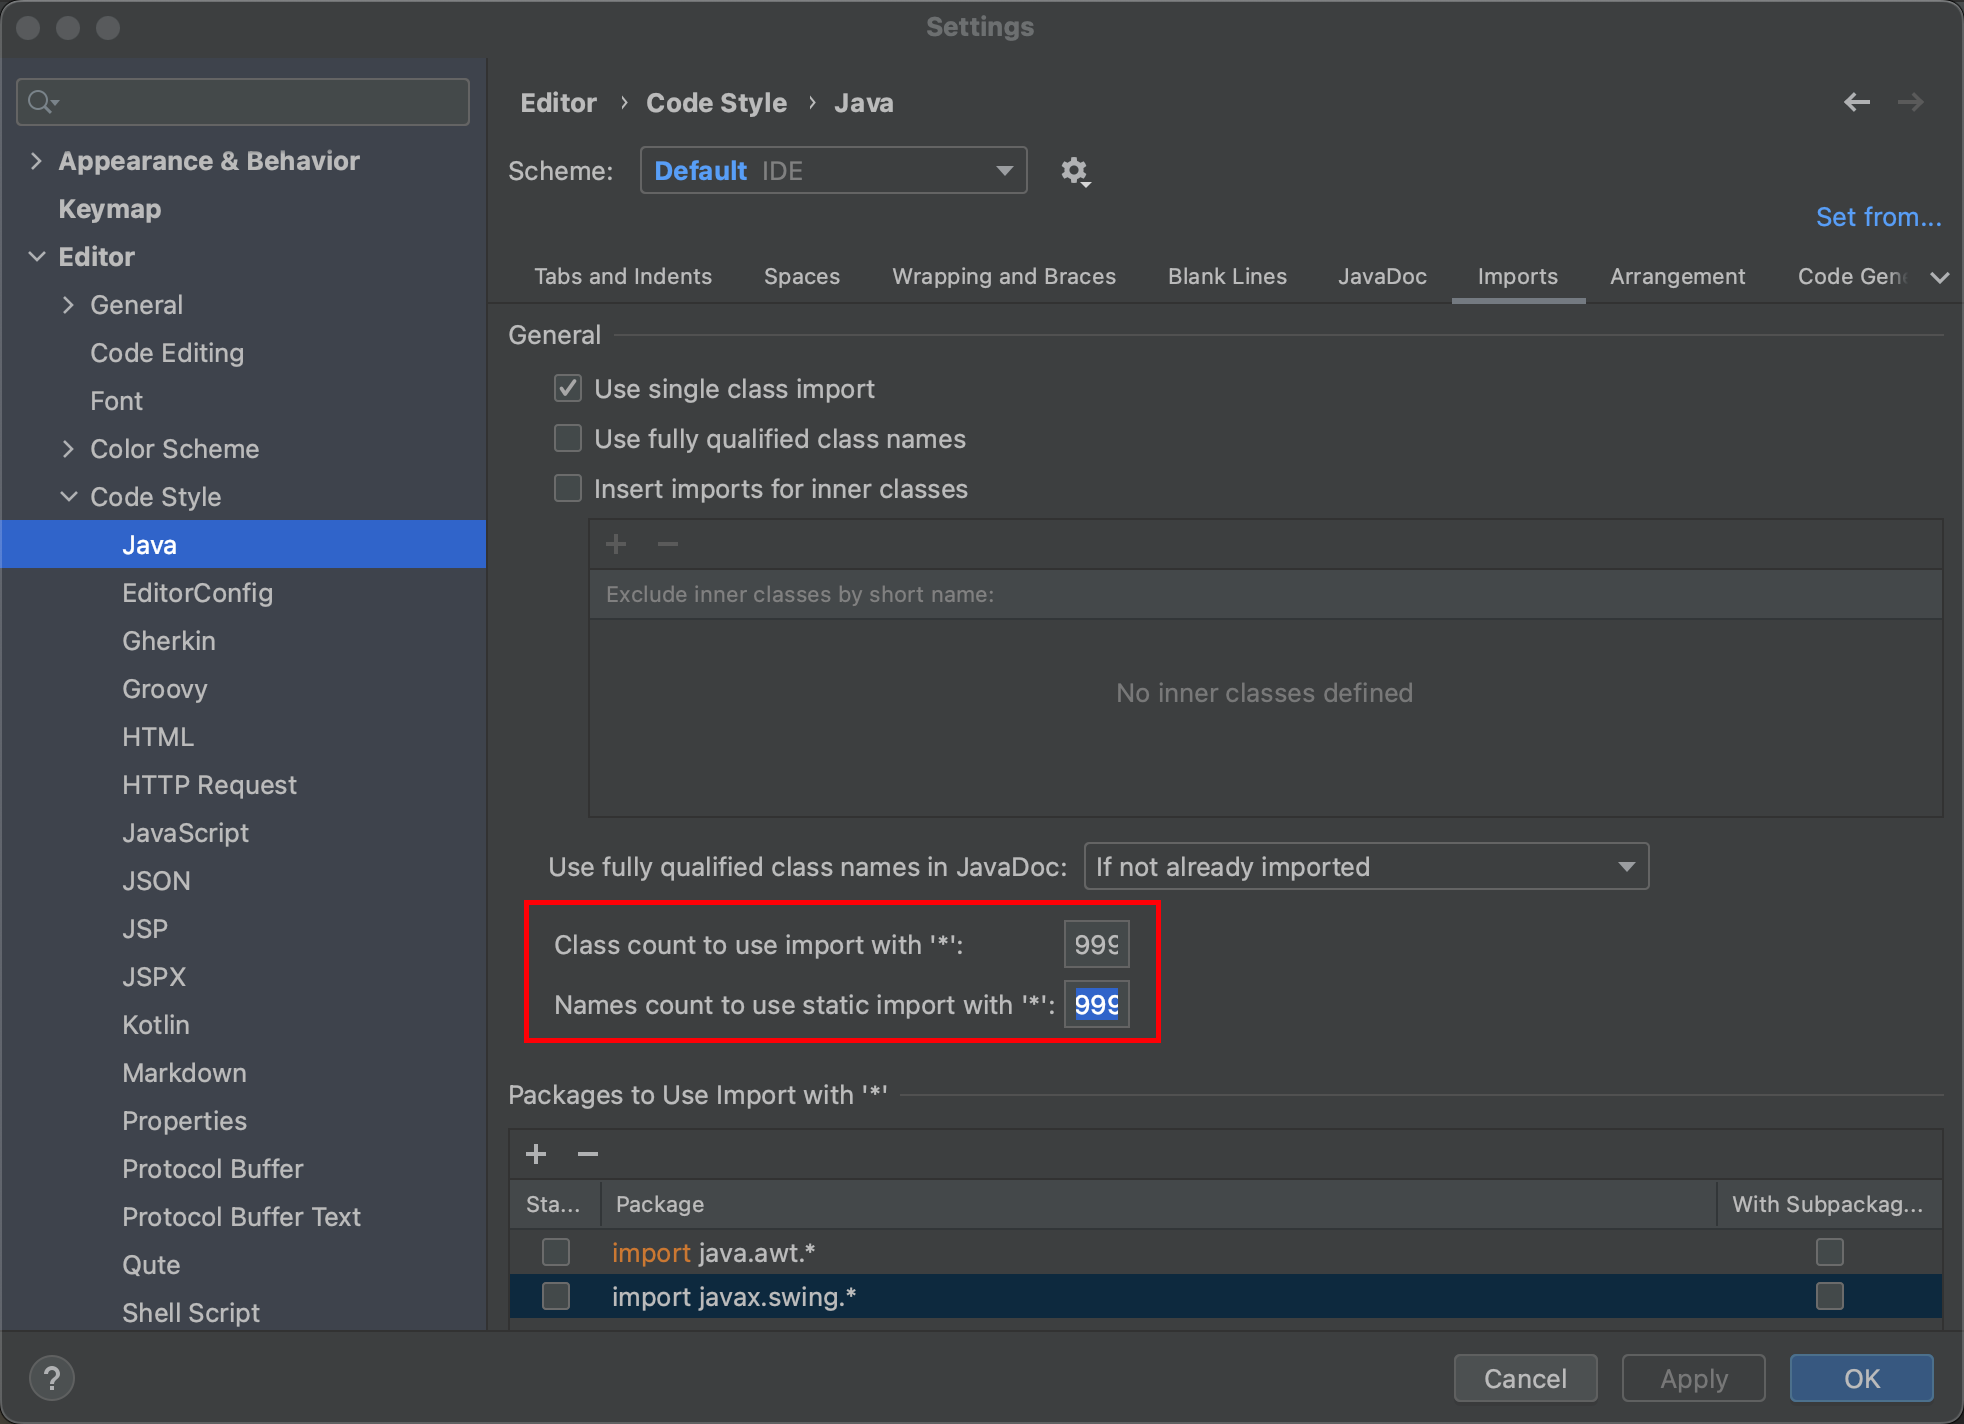 Settings
Appearance & Behavior
Keymap
Editor
General
Code Editing
Font
Color Scheme
Code Style
Java
EditorConfig
Gherkin
Groovy
HTML
HTTP Request
JavaScript
JSON
JSP
JSPX
Kotlin
Markdown
Properties
Protocol Buffer
Protocol Buffer Text
Qute
Shell Script
Editor › Code Style › Java
Scheme: Default IDE
Set from...
Tabs and Indents Spaces Wrapping and Braces Blank Lines JavaDoc Imports Arrangement Code Gen
General
Use single class import
Use fully qualified class names
Insert imports for inner classes
Exclude inner classes by short name:
No inner classes defined
Use fully qualified class names in JavaDoc: If not already imported
Class count to use import with '*': 999
Names count to use static import with '*': 999
Packages to Use Import with '*'
Sta... Package With Subpackag...
import java.awt.*
import javax.swing.*
? Cancel Apply OK